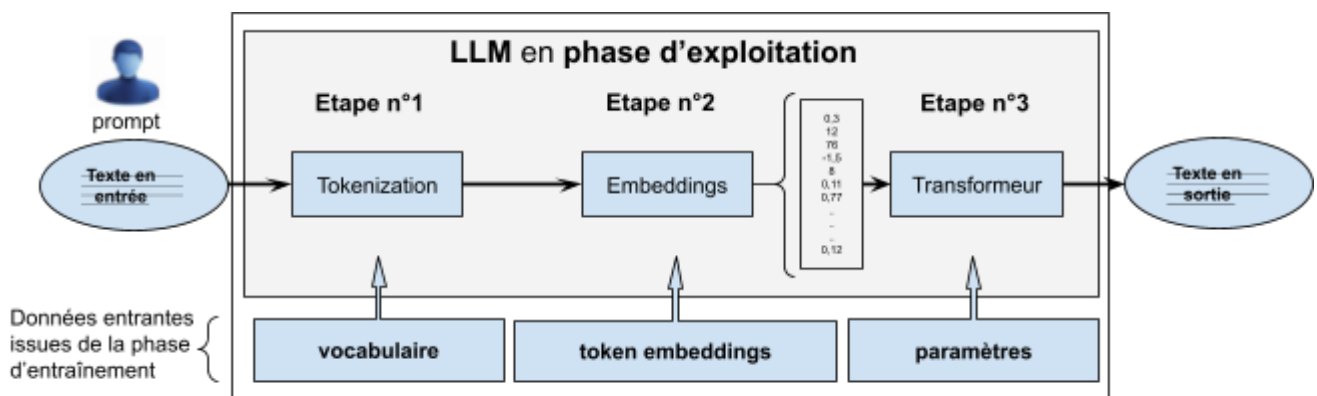 LLM en phase d'exploitation
Etape n°1
Etape n°2
Etape n°3
prompt
Texte en
entrée
Tokenization
Embeddings
0,3
12
76
-1,5
8
0,11
0,77
..
..
..
0,12
Transformeur
Texte en
sortie
Données entrantes
issues de la phase
d'entraînement
vocabulaire
token embeddings
paramètres